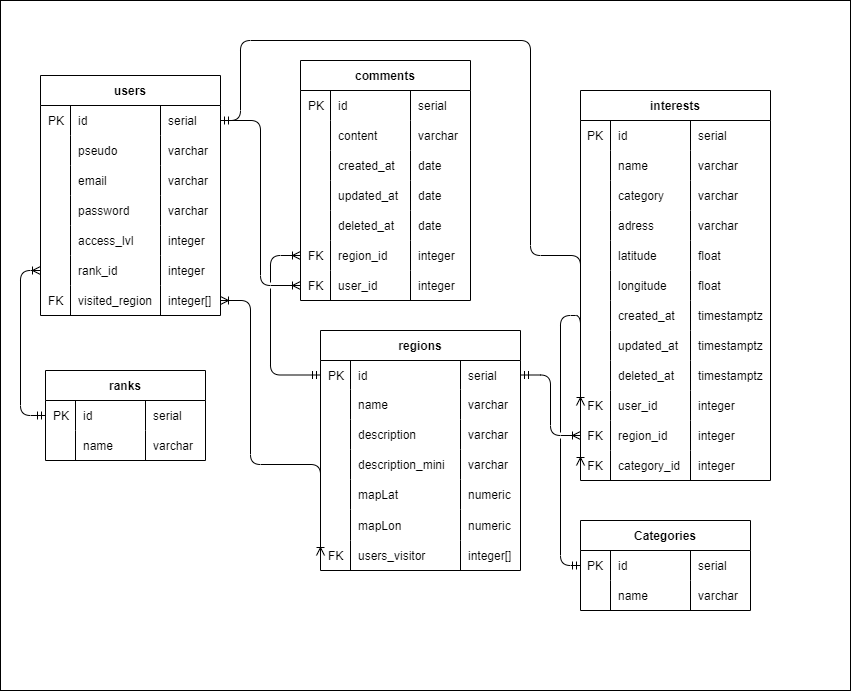 users
PK id serial
pseudo varchar
email varchar
password varchar
access_lvl integer
rank_id integer
FK visited_region integer[]
comments
PK id serial
content varchar
created_at date
updated_at date
deleted_at date
FK region_id integer
FK user_id integer
interests
PK id serial
name varchar
category varchar
adress varchar
latitude float
longitude float
created_at timestamptz
updated_at timestamptz
deleted_at timestamptz
FK user_id integer
FK region_id integer
FK category_id integer
ranks
PK id serial
name varchar
regions
PK id serial
name varchar
description varchar
description_mini varchar
mapLat numeric
mapLon numeric
FK users_visitor integer[]
Categories
PK id serial
name varchar